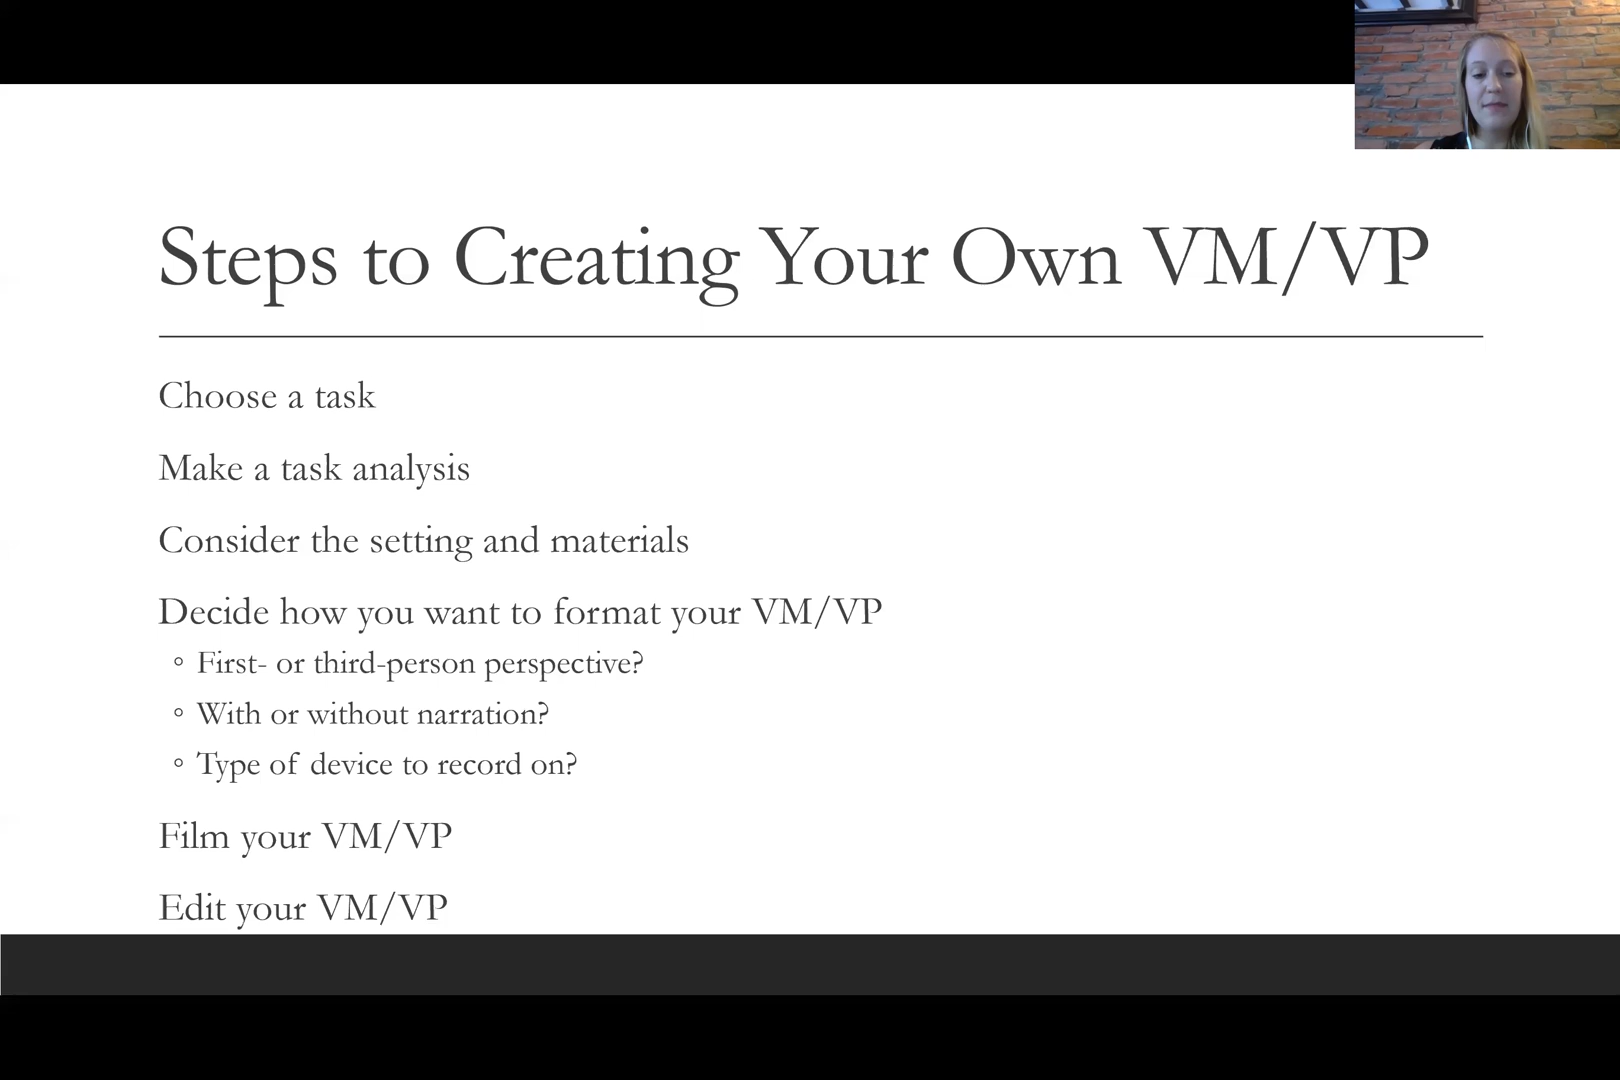 Steps to Creating Your Own VM/VP
Choose a task
Make a task analysis
Consider the setting and materials
Decide how you want to format your VM/VP
◦ First- or third-person perspective?
◦ With or without narration?
◦ Type of device to record on?
Film your VM/VP
Edit your VM/VP